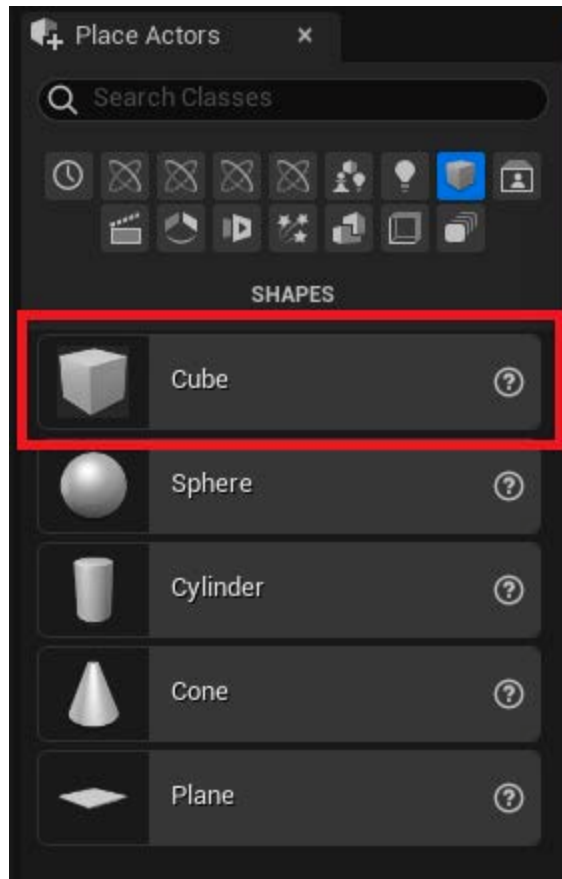 Place Actors
Search Classes
SHAPES
Cube
Sphere
Cylinder
Cone
Plane